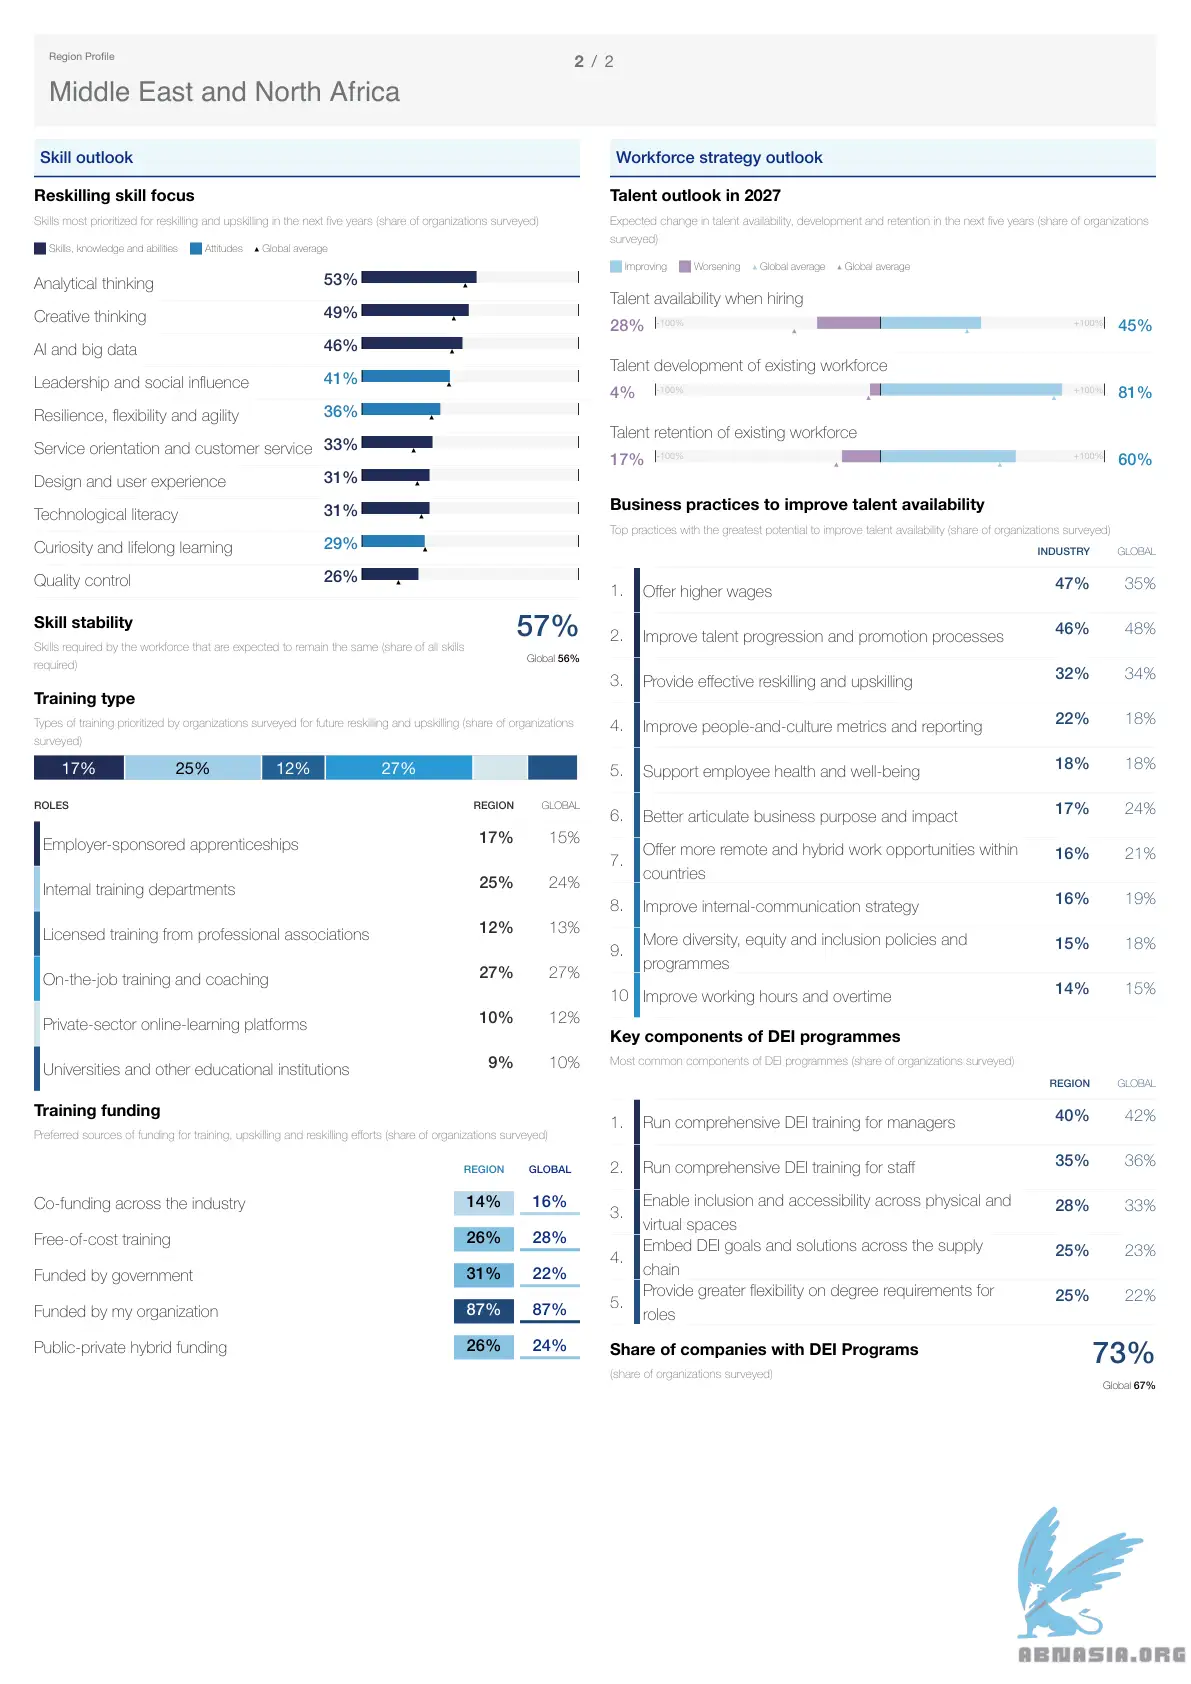 Region Profile
2 / 2
Middle East and North Africa
Skill outlook
Reskilling skill focus
Skills most prioritized for reskilling and upskilling in the next five years (share of organizations surveyed)
Skills, knowledge and abilities Attitudes Global average
Analytical thinking 53%
Creative thinking 49%
AI and big data 46%
Leadership and social influence 41%
Resilience, flexibility and agility 36%
Service orientation and customer service 33%
Design and user experience 31%
Technological literacy 31%
Curiosity and lifelong learning 29%
Quality control 26%
Skill stability 57%
Skills required by the workforce that are expected to remain the same (share of all skills
required)
Global 56%
Training type
Types of training prioritized by organizations surveyed for future reskilling and upskilling (share of organizations
surveyed)
17% 25% 12% 27%
ROLES REGION GLOBAL
Employer-sponsored apprenticeships 17% 15%
Internal training departments 25% 24%
Licensed training from professional associations 12% 13%
On-the-job training and coaching 27% 27%
Private-sector online-learning platforms 10% 12%
Universities and other educational institutions 9% 10%
Training funding
Preferred sources of funding for training, upskilling and reskilling efforts (share of organizations surveyed)
REGION GLOBAL
Co-funding across the industry 14% 16%
Free-of-cost training 26% 28%
Funded by government 31% 22%
Funded by my organization 87% 87%
Public-private hybrid funding 26% 24%
Workforce strategy outlook
Talent outlook in 2027
Expected change in talent availability, development and retention in the next five years (share of organizations
surveyed)
Improving Worsening Global average Global average
Talent availability when hiring
28% -100% +100% 45%
Talent development of existing workforce
4% -100% +100% 81%
Talent retention of existing workforce
17% -100% +100% 60%
Business practices to improve talent availability
Top practices with the greatest potential to improve talent availability (share of organizations surveyed)
INDUSTRY GLOBAL
1. Offer higher wages 47% 35%
2. Improve talent progression and promotion processes 46% 48%
3. Provide effective reskilling and upskilling 32% 34%
4. Improve people-and-culture metrics and reporting 22% 18%
5. Support employee health and well-being 18% 18%
6. Better articulate business purpose and impact 17% 24%
7. Offer more remote and hybrid work opportunities within
countries 16% 21%
8. Improve internal-communication strategy 16% 19%
9. More diversity, equity and inclusion policies and
programmes 15% 18%
10 Improve working hours and overtime 14% 15%
Key components of DEI programmes
Most common components of DEI programmes (share of organizations surveyed)
REGION GLOBAL
1. Run comprehensive DEI training for managers 40% 42%
2. Run comprehensive DEI training for staff 35% 36%
3. Enable inclusion and accessibility across physical and
virtual spaces 28% 33%
4. Embed DEI goals and solutions across the supply
chain 25% 23%
5. Provide greater flexibility on degree requirements for
roles 25% 22%
Share of companies with DEI Programs 73%
(share of organizations surveyed)
Global 67%
ABNASIA.ORG